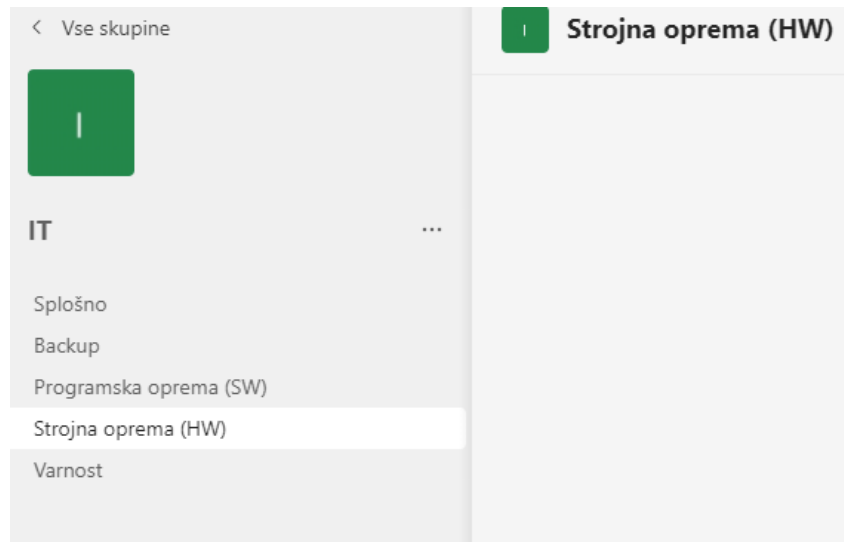 Vse skupine
I
IT
...
Splošno
Backup
Programska oprema (SW)
Strojna oprema (HW)
Varnost
I
Strojna oprema (HW)